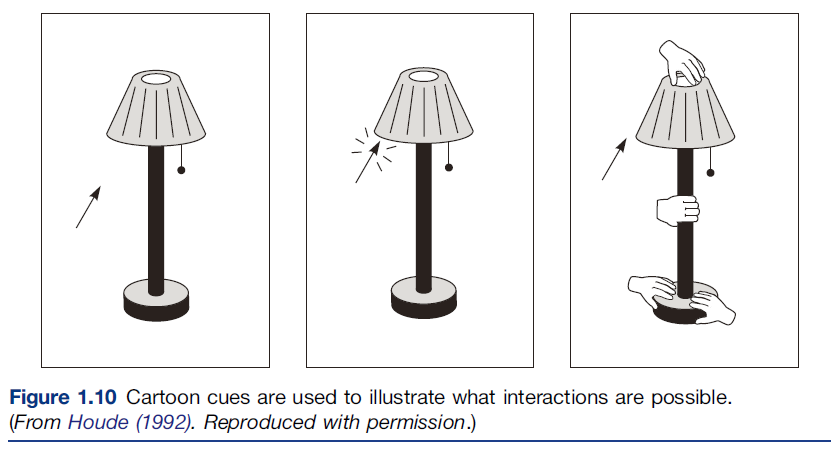 Figure 1.10 Cartoon cues are used to illustrate what interactions are possible.
(From Houde (1992). Reproduced with permission.)